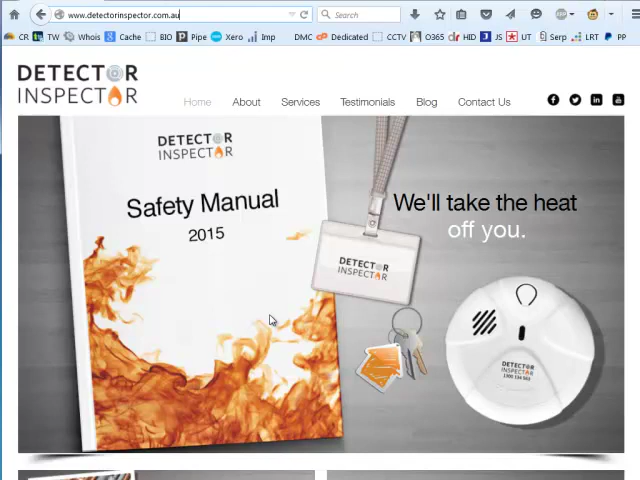 www.detectorinspector.com.au
Search
CR TW Whois Cache BIO Pipe Xero Imp DMC Dedicated CCTV O365 HID JS UT Serp LRT PP
DETECTOR
INSPECTOR
Home About Services Testimonials Blog Contact Us
DETECTOR
INSPECTOR
Safety Manual
2015
We'll take the heat
off you.
DETECTOR
INSPECTOR
DETECTOR
INSPECTOR